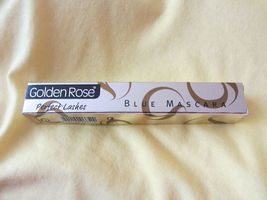 Golden Rose®
Perfect Lashes
BLUE MASCARA